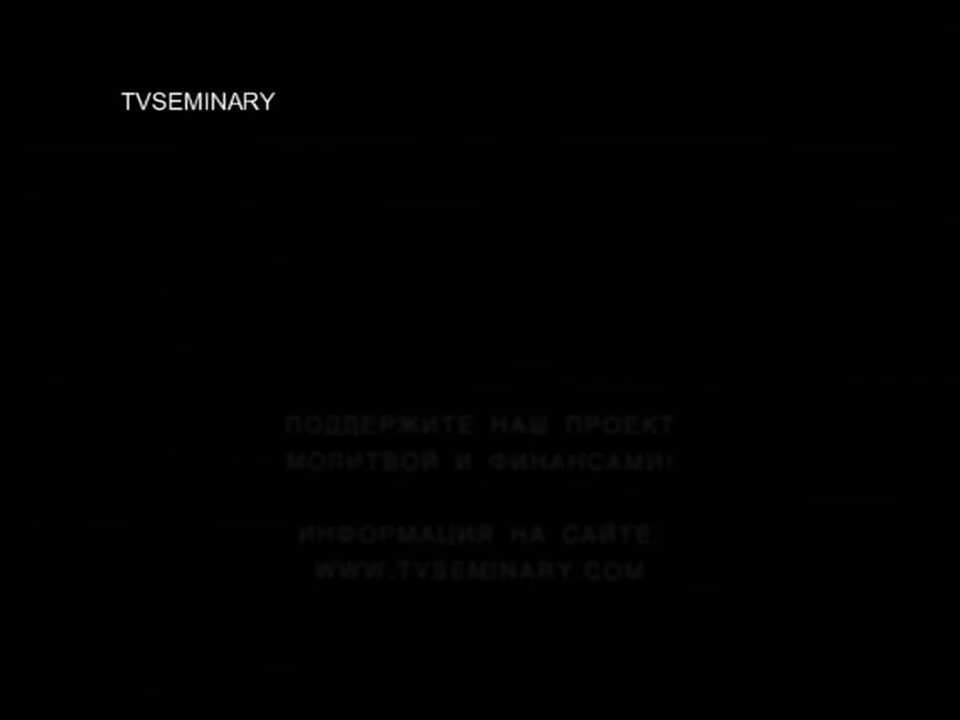 TVSEMINARY
ПОДДЕРЖИТЕ НАШ ПРОЕКТ
МОЛИТВОЙ И ФИНАНСАМИ!
ИНФОРМАЦИЯ НА САЙТЕ:
WWW.TVSEMINARY.COM